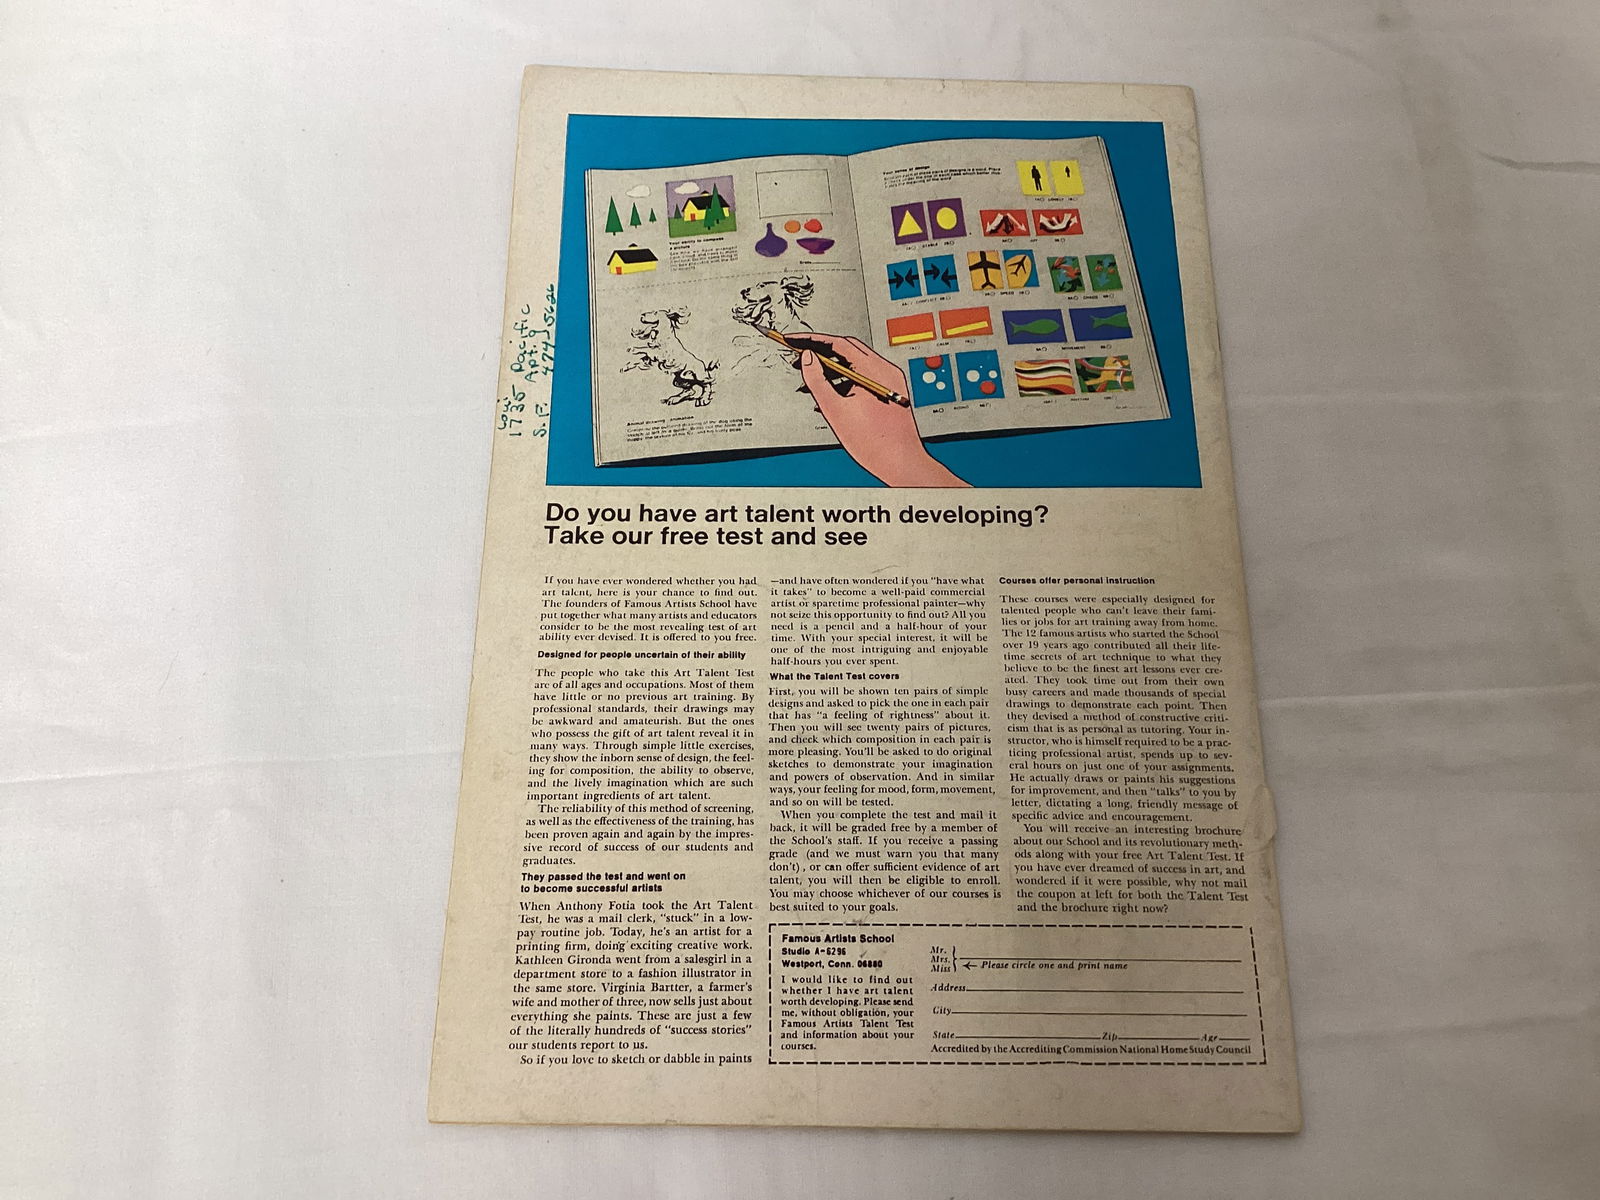 Lowi
1735 Pacific
Apt. 9
S.F. 474-5626
Your ability to compose
a picture
Your sense of design
LONELY
STABLE
JOY
CONFLICT
SPEED
CHAOS
CALM
MOVEMENT
Animal drawing animation
Grade
Do you have art talent worth developing?
Take our free test and see
If you have ever wondered whether you had
art talent, here is your chance to find out.
The founders of Famous Artists School have
put together what many artists and educators
consider to be the most revealing test of art
ability ever devised. It is offered to you free.
Designed for people uncertain of their ability
The people who take this Art Talent Test
are of all ages and occupations. Most of them
have little or no previous art training. By
professional standards, their drawings may
be awkward and amateurish. But the ones
who possess the gift of art talent reveal it in
many ways. Through simple little exercises,
they show the inborn sense of design, the feel-
ing for composition, the ability to observe,
and the lively imagination which are such
important ingredients of art talent.
The reliability of this method of screening,
as well as the effectiveness of the training, has
been proven again and again by the impres-
sive record of success of our students and
graduates.
They passed the test and went on
to become successful artists
When Anthony Fotia took the Art Talent
Test, he was a mail clerk, "stuck" in a low-
pay routine job. Today, he's an artist for a
printing firm, doing exciting creative work.
Kathleen Gironda went from a salesgirl in a
department store to a fashion illustrator in
the same store. Virginia Bartter, a farmer's
wife and mother of three, now sells just about
everything she paints. These are just a few
of the literally hundreds of "success stories"
our students report to us.
So if you love to sketch or dabble in paints
—and have often wondered if you "have what
it takes" to become a well-paid commercial
artist or sparetime professional painter—why
not seize this opportunity to find out? All you
need is a pencil and a half-hour of your
time. With your special interest, it will be
one of the most intriguing and enjoyable
half-hours you ever spent.
What the Talent Test covers
First, you will be shown ten pairs of simple
designs and asked to pick the one in each pair
that has "a feeling of rightness" about it.
Then you will see twenty pairs of pictures,
and check which composition in each pair is
more pleasing. You'll be asked to do original
sketches to demonstrate your imagination
and powers of observation. And in similar
ways, your feeling for mood, form, movement,
and so on will be tested.
When you complete the test and mail it
back, it will be graded free by a member of
the School's staff. If you receive a passing
grade (and we must warn you that many
don't), or can offer sufficient evidence of art
talent, you will then be eligible to enroll.
You may choose whichever of our courses is
best suited to your goals.
Courses offer personal instruction
These courses were especially designed for
talented people who can't leave their fami-
lies or jobs for art training away from home.
The 12 famous artists who started the School
over 19 years ago contributed all their life-
time secrets of art technique to what they
believe to be the finest art lessons ever cre-
ated. They took time out from their own
busy careers and made thousands of special
drawings to demonstrate each point. Then
they devised a method of constructive criti-
cism that is as personal as tutoring. Your in-
structor, who is himself required to be a prac-
ticing professional artist, spends up to sev-
eral hours on just one of your assignments.
He actually draws or paints his suggestions
for improvement, and then "talks" to you by
letter, dictating a long, friendly message of
specific advice and encouragement.
You will receive an interesting brochure
about our School and its revolutionary meth-
ods along with your free Art Talent Test. If
you have ever dreamed of success in art, and
wondered if it were possible, why not mail
the coupon at left for both the Talent Test
and the brochure right now?
Famous Artists School
Studio A-6296
Westport, Conn. 06880
I would like to find out
whether I have art talent
worth developing. Please send
me, without obligation, your
Famous Artists Talent Test
and information about your
courses.
Mr.
Mrs.
Miss ← Please circle one and print name
Address
City
State Zip Age
Accredited by the Accrediting Commission National Home Study Council